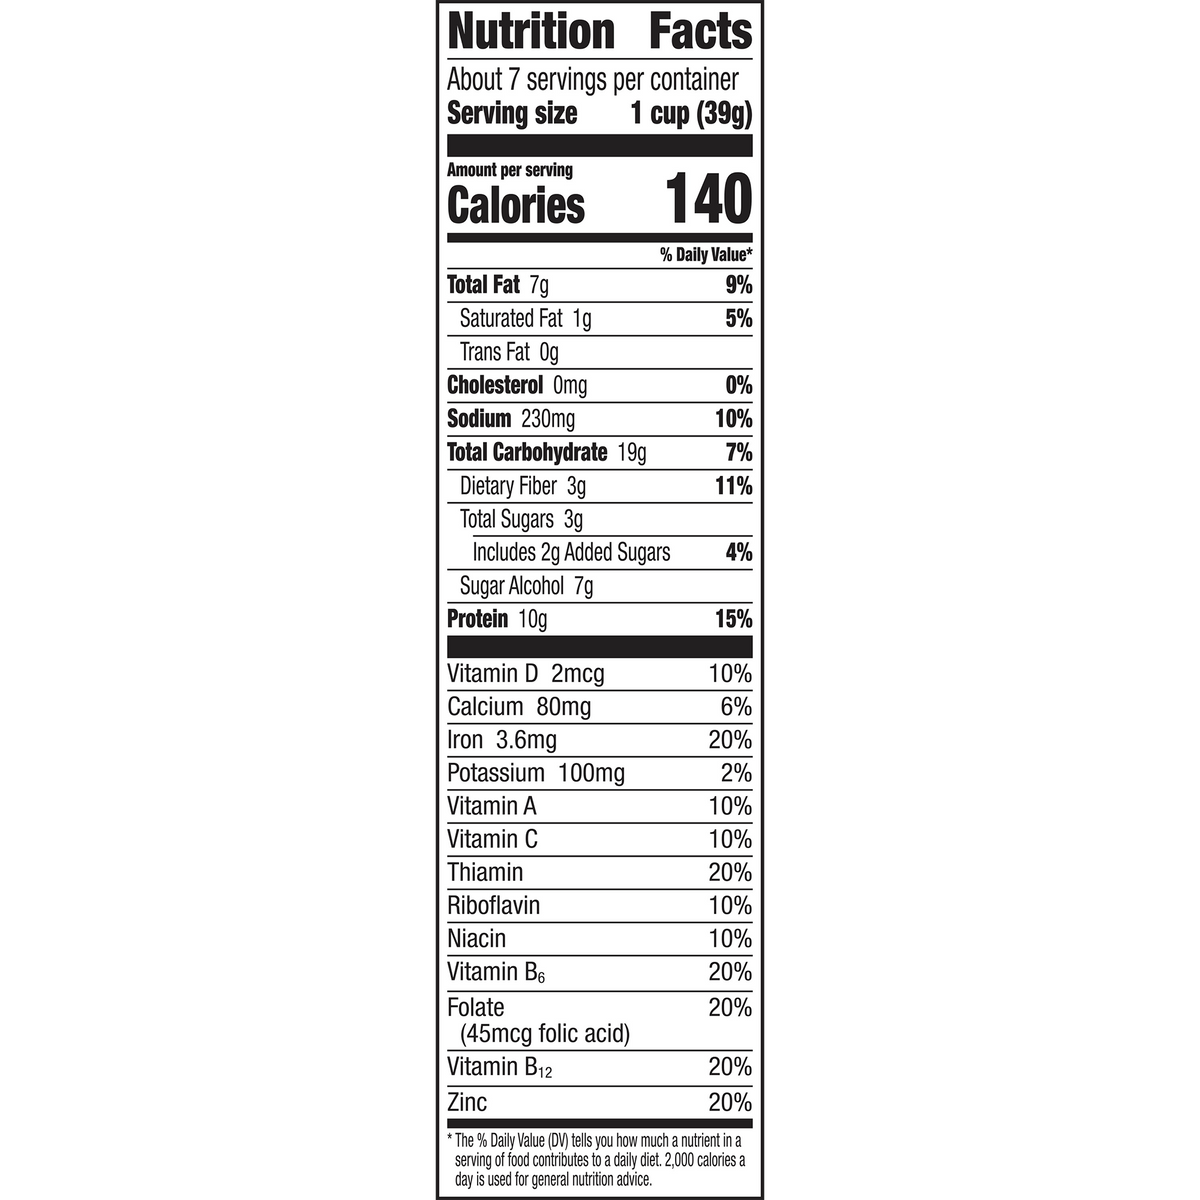 Nutrition Facts
About 7 servings per container
Serving size 1 cup (39g)
Amount per serving
Calories 140
% Daily Value*
Total Fat 7g 9%
Saturated Fat 1g 5%
Trans Fat 0g
Cholesterol 0mg 0%
Sodium 230mg 10%
Total Carbohydrate 19g 7%
Dietary Fiber 3g 11%
Total Sugars 3g
Includes 2g Added Sugars 4%
Sugar Alcohol 7g
Protein 10g 15%
Vitamin D 2mcg 10%
Calcium 80mg 6%
Iron 3.6mg 20%
Potassium 100mg 2%
Vitamin A 10%
Vitamin C 10%
Thiamin 20%
Riboflavin 10%
Niacin 10%
Vitamin B6 20%
Folate 20%
(45mcg folic acid)
Vitamin B12 20%
Zinc 20%
* The % Daily Value (DV) tells you how much a nutrient in a
serving of food contributes to a daily diet. 2,000 calories a
day is used for general nutrition advice.